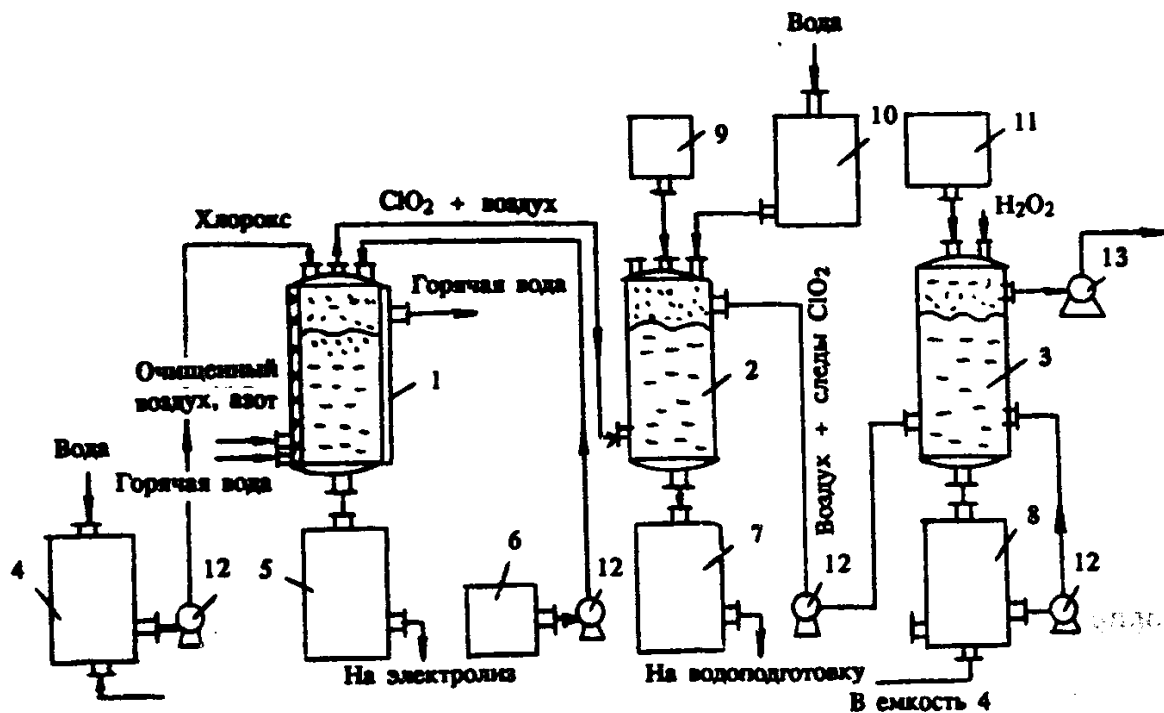 Вода
9
10
11
ClO₂ + воздух
H₂O₂
Хлорокс
13
Горячая вода
Очищенный
воздух, азот
1
2
3
Воздух + следы ClO₂
Вода
Горячая вода
4
12
5
6
12
7
12
8
12
На электролиз
На водоподготовку
В емкость 4